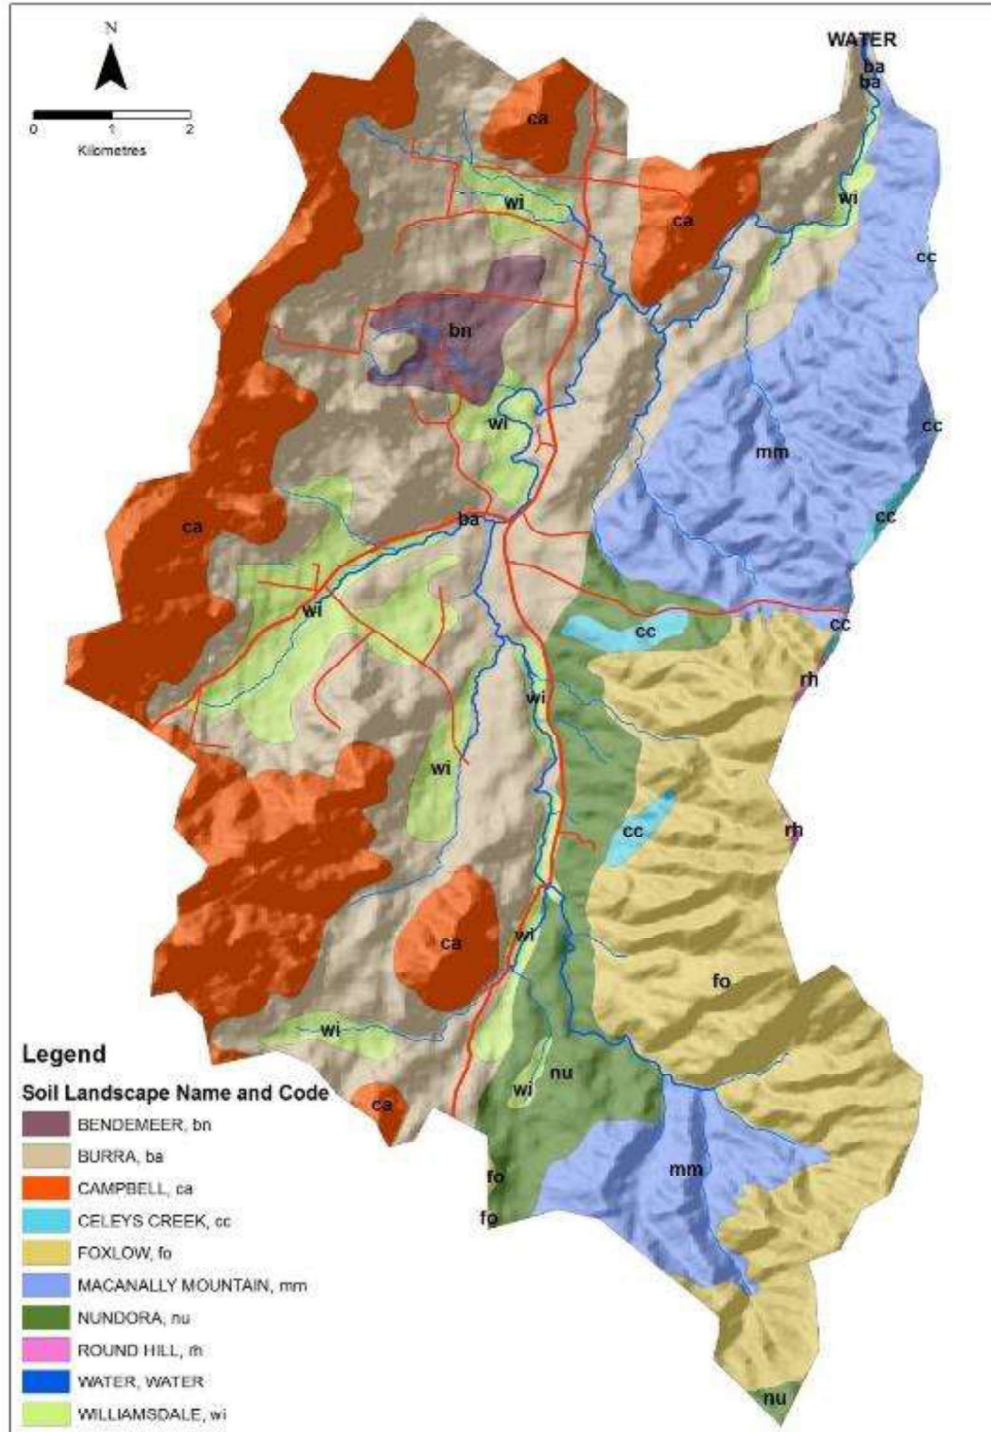 N
0 1 2
Kilometres
WATER
ba
ba
ca
wi
wi
ca
cc
bn
wi
cc
mm
ba
cc
ca
wi
cc
cc
rh
wi
wi
cc
rh
wi
ca
fo
wi
nu
wi
ca
fo
mm
fo
nu
Legend
Soil Landscape Name and Code
BENDEMEER, bn
BURRA, ba
CAMPBELL, ca
CELEYS CREEK, cc
FOXLOW, fo
MACANALLY MOUNTAIN, mm
NUNDORA, nu
ROUND HILL, rh
WATER, WATER
WILLIAMSDALE, wi